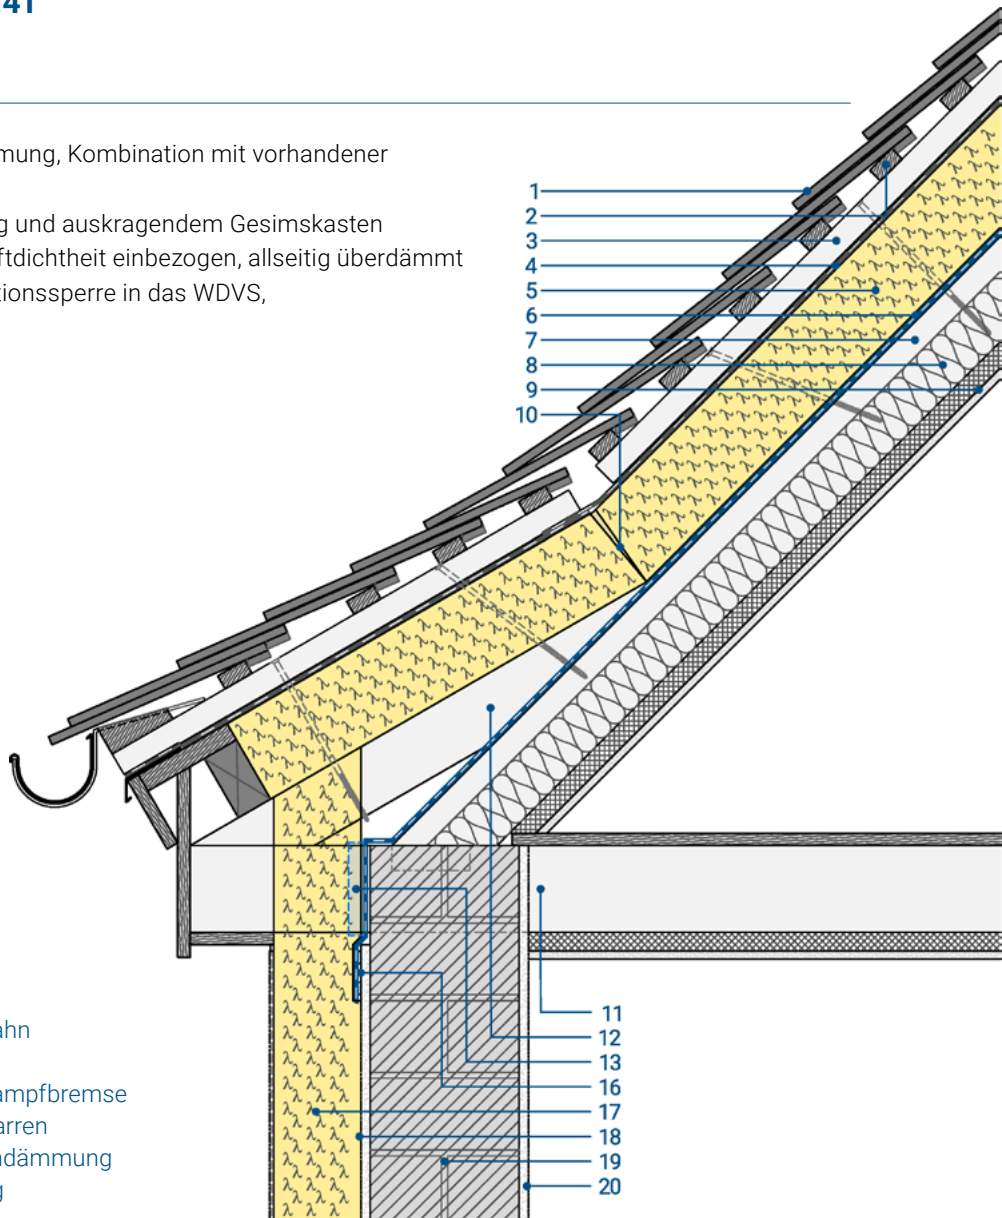 mung, Kombination mit vorhandener
g und auskragendem Gesimskasten
ftdichtheit einbezogen, allseitig überdämmt
tionssperre in das WDVS,
1
2
3
4
5
6
7
8
9
10
11
12
13
16
17
18
19
20
ahn
ampfbremse
arren
ndämmung
g